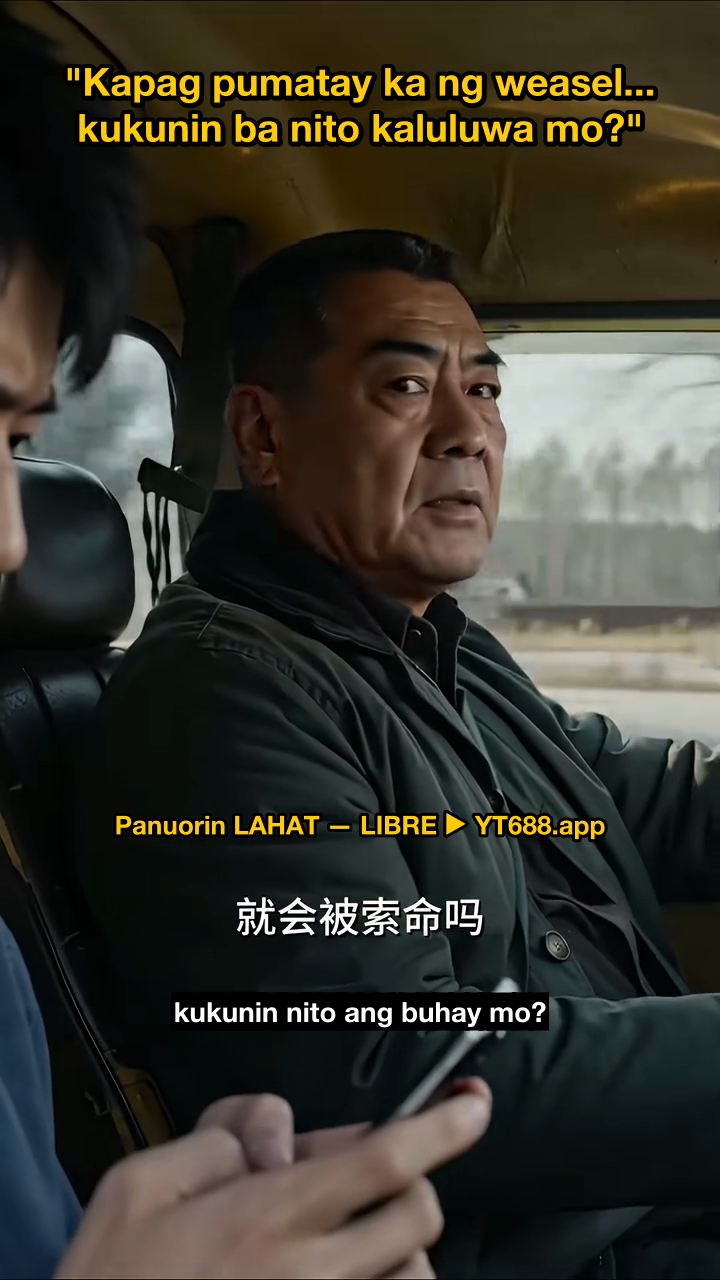 "Kapag pumatay ka ng weasel...
kukunin ba nito kaluluwa mo?"
Panuorin LAHAT — LIBRE ▶ YT688.app
就会被索命吗
kukunin nito ang buhay mo?